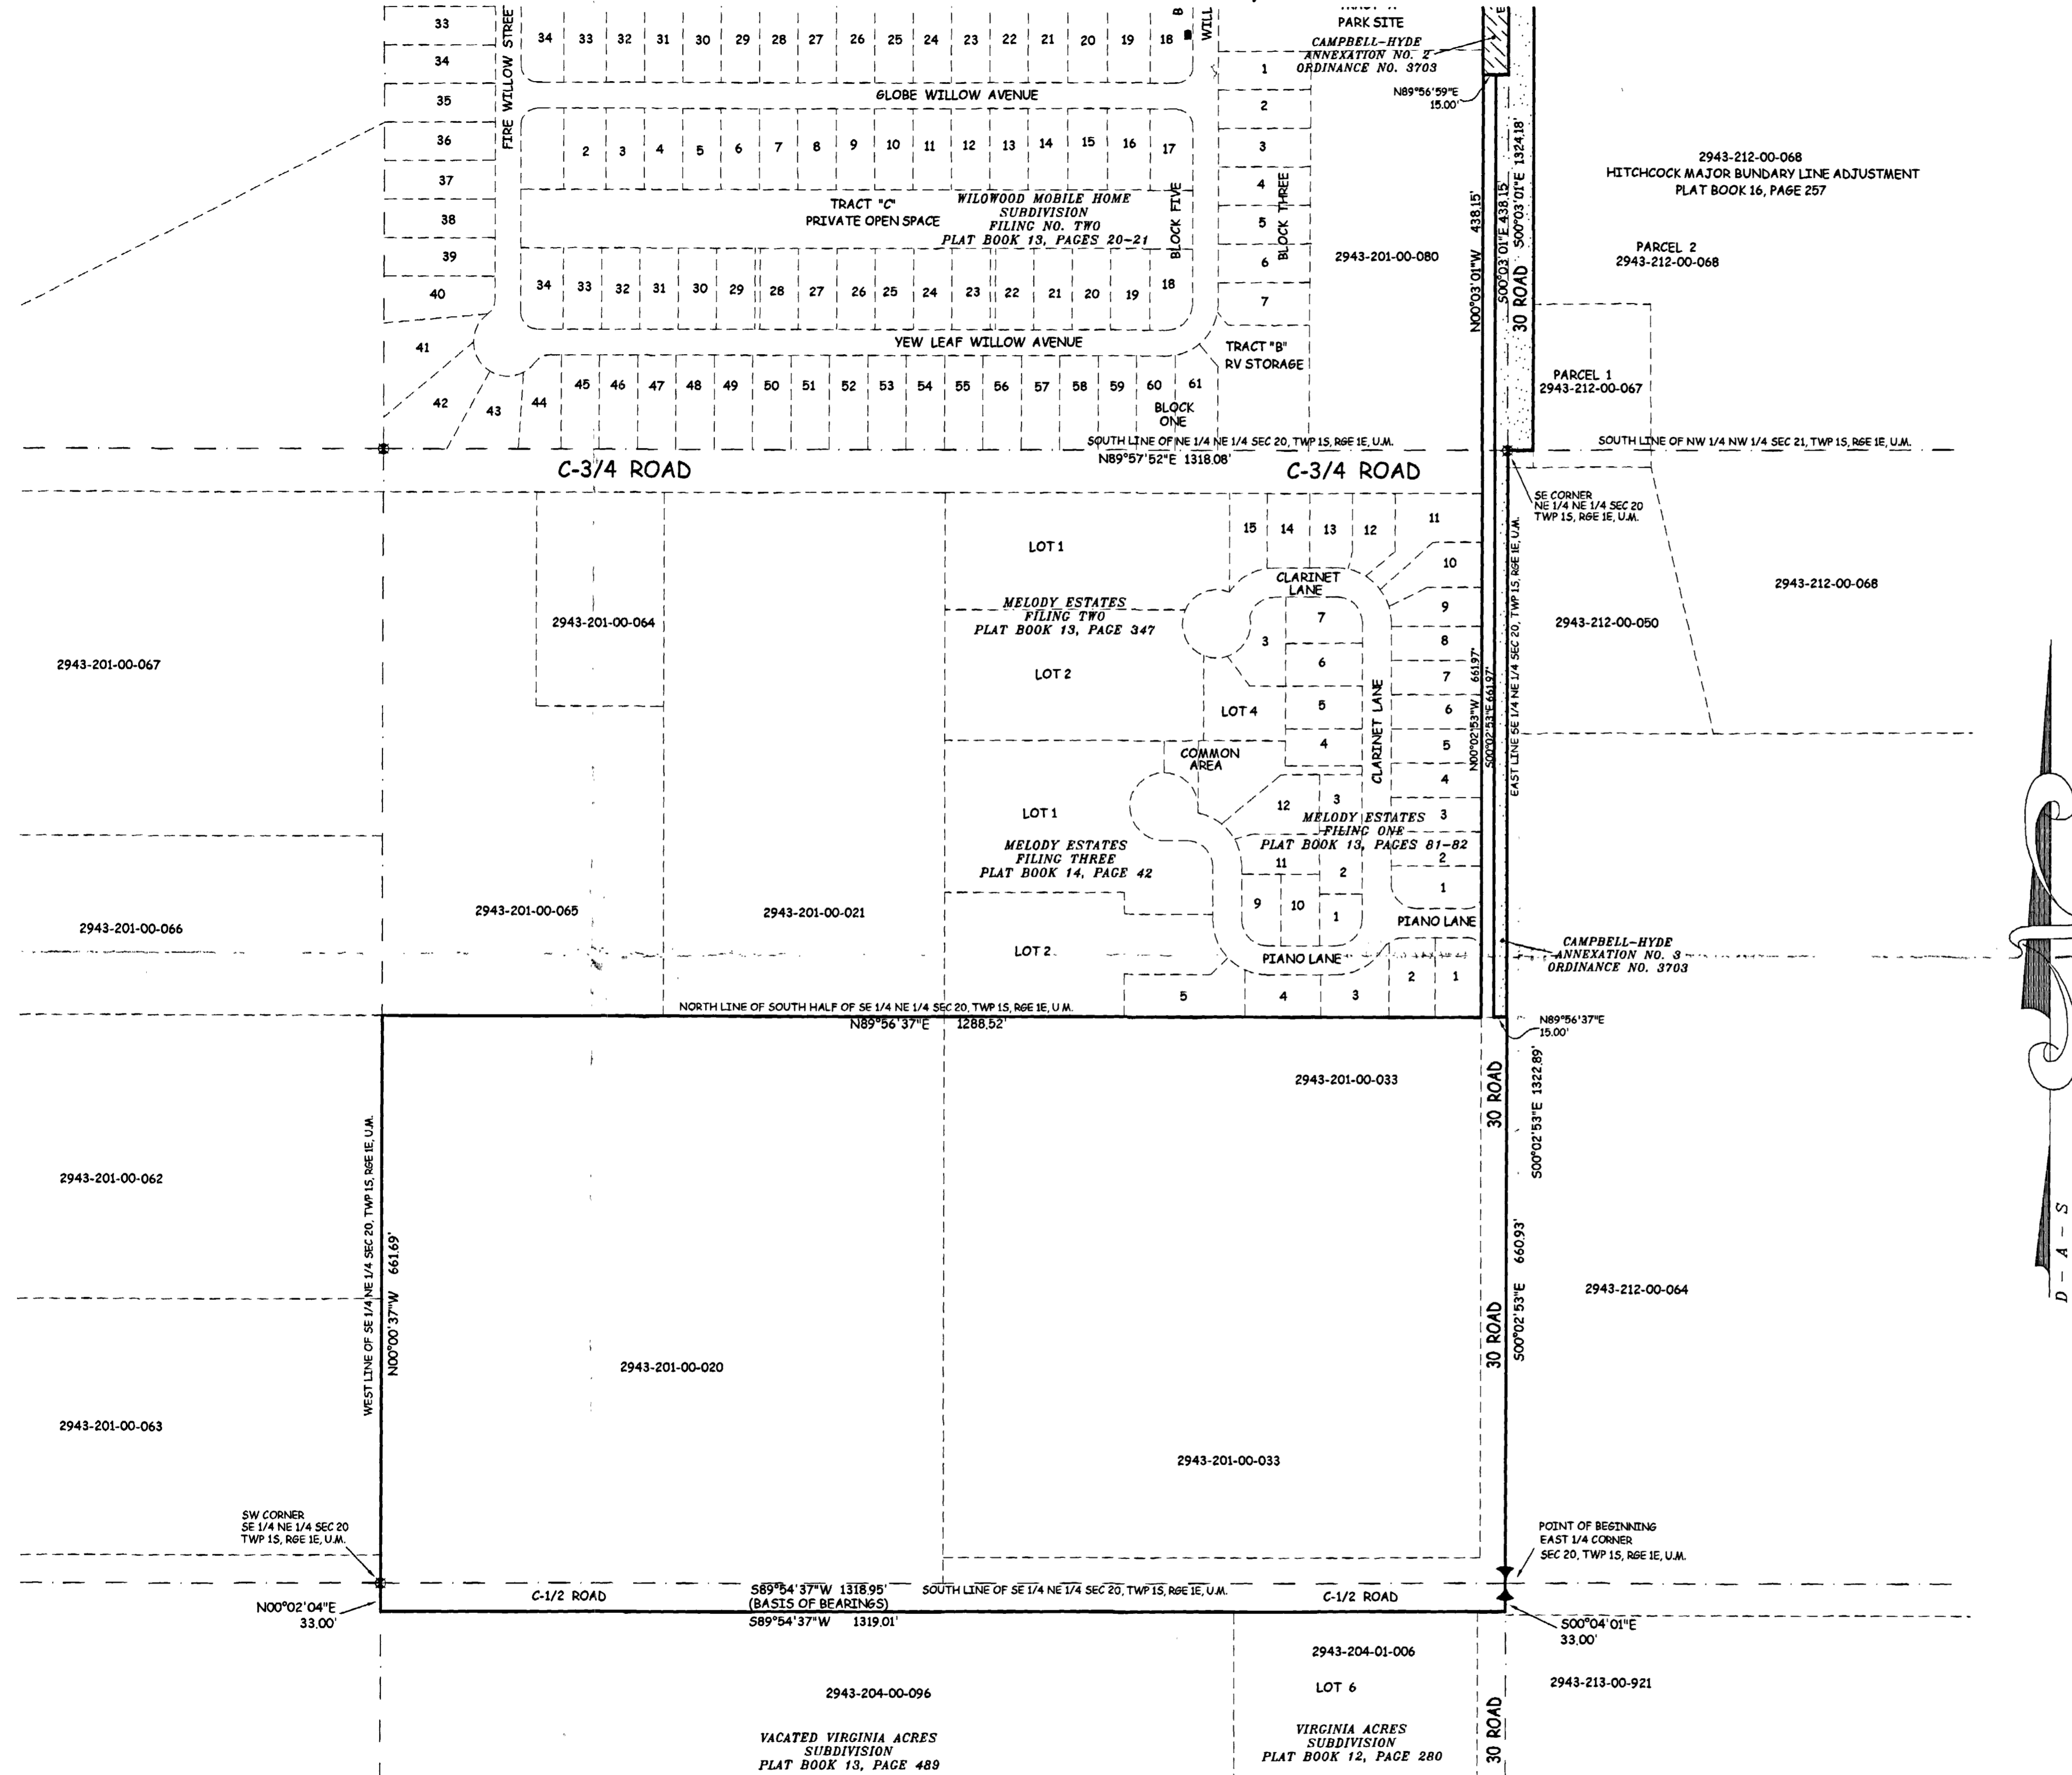 33
34
35
36
37
38
39
40
41
42
43
44
FIRE WILLOW STREE
34 33 32 31 30 29 28 27 26 25 24 23 22 21 20 19 18
B
WILL
GLOBE WILLOW AVENUE
2 3 4 5 6 7 8 9 10 11 12 13 14 15 16 17
TRACT "C"
PRIVATE OPEN SPACE
WILOWOOD MOBILE HOME
SUBDIVISION
FILING NO. TWO
PLAT BOOK 13, PAGES 20-21
BLOCK FIVE
34 33 32 31 30 29 28 27 26 25 24 23 22 21 20 19 18
YEW LEAF WILLOW AVENUE
45 46 47 48 49 50 51 52 53 54 55 56 57 58 59 60 61
BLOCK
ONE
1
2
3
4
5
6
7
BLOCK THREE
TRACT "B"
RV STORAGE
PARK SITE
CAMPBELL-HYDE
ANNEXATION NO. 2
ORDINANCE NO. 3703
N89°56'59"E
15.00'
2943-201-00-080
N00°03'01"W 438.15'
S00°03'01"E 438.15'
S00°03'01"E 1324.18'
30 ROAD
2943-212-00-068
HITCHCOCK MAJOR BUNDARY LINE ADJUSTMENT
PLAT BOOK 16, PAGE 257
PARCEL 2
2943-212-00-068
PARCEL 1
2943-212-00-067
SOUTH LINE OF NE 1/4 NE 1/4 SEC 20, TWP 1S, RGE 1E, U.M.
N89°57'52"E 1318.08'
SOUTH LINE OF NW 1/4 NW 1/4 SEC 21, TWP 1S, RGE 1E, U.M.
C-3/4 ROAD
C-3/4 ROAD
SE CORNER
NE 1/4 NE 1/4 SEC 20
TWP 1S, RGE 1E, U.M.
2943-201-00-067
2943-201-00-064
LOT 1
MELODY ESTATES
FILING TWO
PLAT BOOK 13, PAGE 347
LOT 2
15 14 13 12 11
10
9
8
7
6
5
4
3
2
1
CLARINET
LANE
7
3
6
5
LOT 4
4
CLARINET LANE
COMMON
AREA
12
3
MELODY ESTATES
FILING ONE
PLAT BOOK 13, PAGES 81-82
11
2
9 10 1
PIANO LANE
PIANO LANE
5 4 3 2 1
LOT 1
MELODY ESTATES
FILING THREE
PLAT BOOK 14, PAGE 42
LOT 2
N00°02'53"W 661.97'
S00°02'53"E 661.97'
EAST LINE SE 1/4 NE 1/4 SEC 20, TWP 1S, RGE 1E, U.M.
2943-212-00-050
2943-212-00-068
2943-201-00-066
2943-201-00-065
2943-201-00-021
CAMPBELL-HYDE
ANNEXATION NO. 3
ORDINANCE NO. 3703
NORTH LINE OF SOUTH HALF OF SE 1/4 NE 1/4 SEC 20, TWP 1S, RGE 1E, U.M.
N89°56'37"E 1288.52'
N89°56'37"E
15.00'
2943-201-00-033
30 ROAD
S00°02'53"E 1322.89'
WEST LINE OF SE 1/4 NE 1/4 SEC 20, TWP 1S, RGE 1E, U.M.
N00°00'37"W 661.69'
2943-201-00-062
2943-201-00-020
30 ROAD
S00°02'53"E 660.93'
2943-212-00-064
D - A - S
2943-201-00-063
2943-201-00-033
SW CORNER
SE 1/4 NE 1/4 SEC 20
TWP 1S, RGE 1E, U.M.
POINT OF BEGINNING
EAST 1/4 CORNER
SEC 20, TWP 1S, RGE 1E, U.M.
N00°02'04"E
33.00'
C-1/2 ROAD
S89°54'37"W 1318.95'
(BASIS OF BEARINGS)
SOUTH LINE OF SE 1/4 NE 1/4 SEC 20, TWP 1S, RGE 1E, U.M.
C-1/2 ROAD
S89°54'37"W 1319.01'
S00°04'01"E
33.00'
2943-204-01-006
LOT 6
2943-213-00-921
2943-204-00-096
VACATED VIRGINIA ACRES
SUBDIVISION
PLAT BOOK 13, PAGE 489
VIRGINIA ACRES
SUBDIVISION
PLAT BOOK 12, PAGE 280
30 ROAD